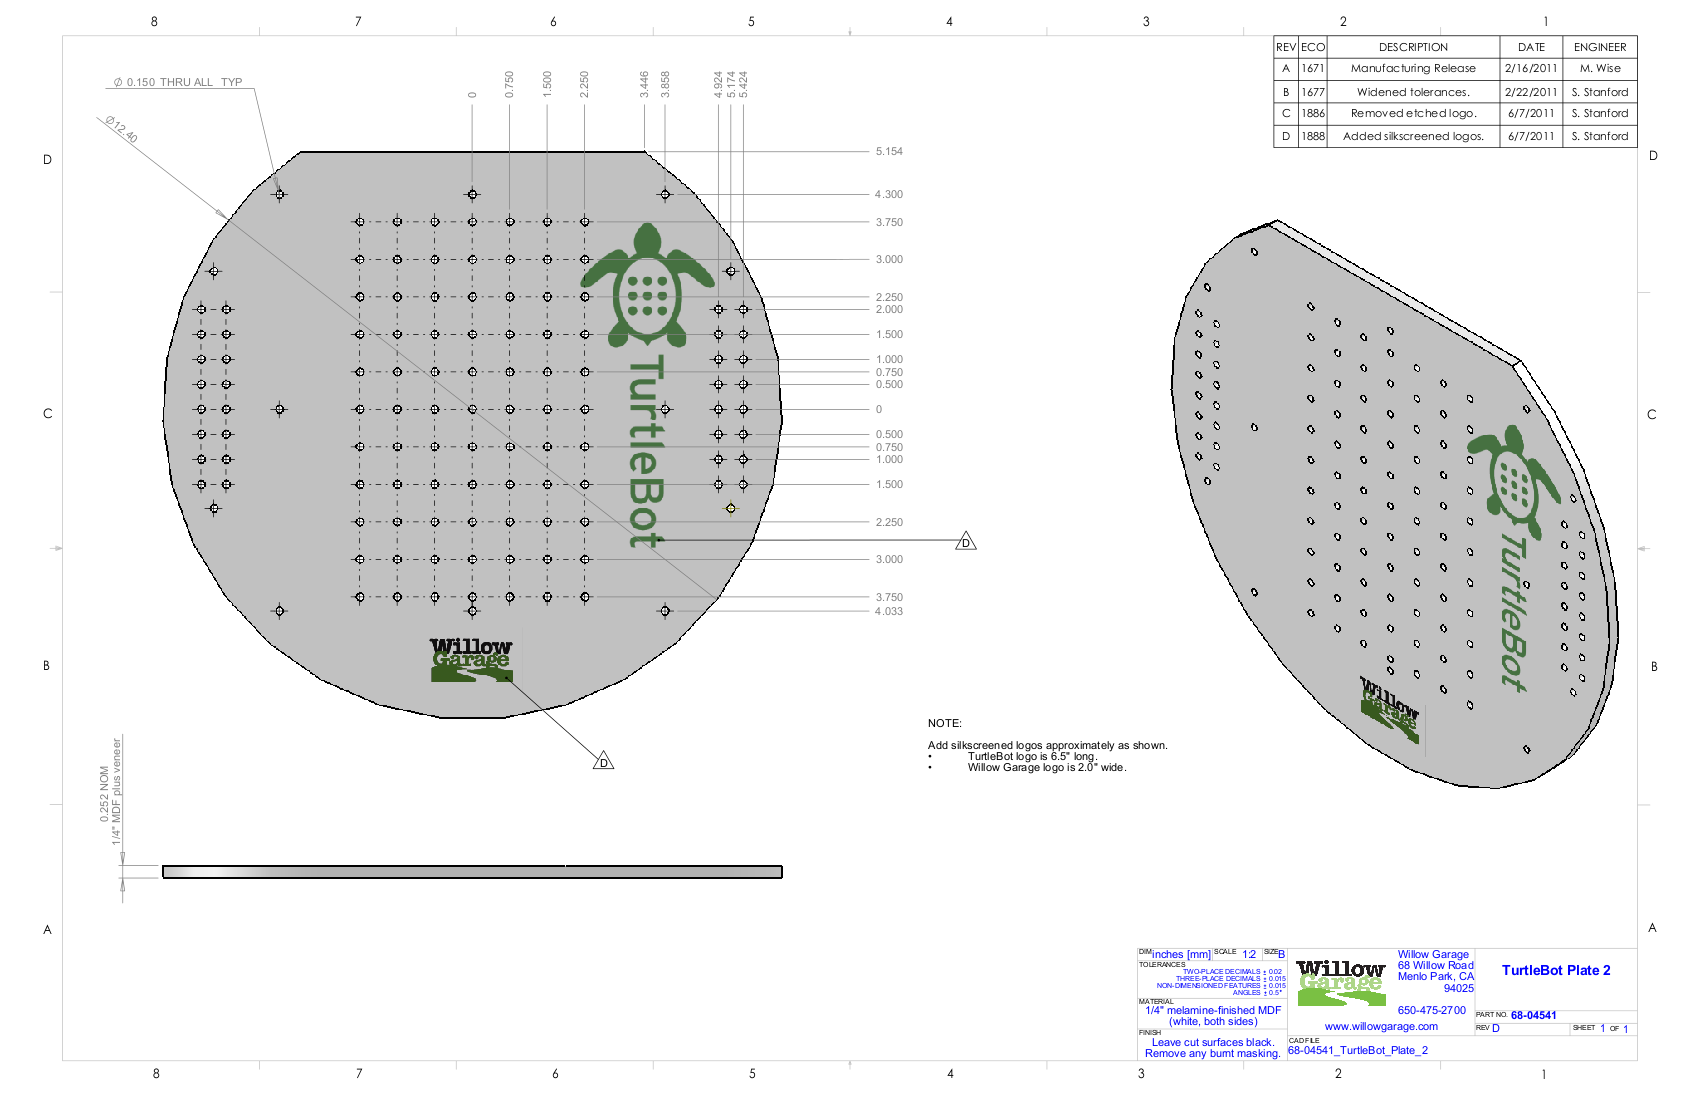 8 7 6 5 4 3 2 1
REV ECO DESCRIPTION DATE ENGINEER
A 1671 Manufacturing Release 2/16/2011 M. Wise
B 1677 Widened tolerances. 2/22/2011 S. Stanford
C 1886 Removed etched logo. 6/7/2011 S. Stanford
D 1888 Added silkscreened logos. 6/7/2011 S. Stanford
Ø 0.150 THRU ALL TYP
Ø12.40
0 0.750 1.500 2.250 3.446 3.858 4.924 5.174 5.424
D
D
5.154
4.300
3.750
3.000
2.250
2.000
1.500
1.000
0.750
0.500
0
0.500
0.750
1.000
1.500
2.250
3.000
3.750
4.033
C
C
TurtleBot
TurtleBot
D
B
B
Willow
Garage
Willow
Garage
D
NOTE:
Add silkscreened logos approximately as shown.
• TurtleBot logo is 6.5" long.
• Willow Garage logo is 2.0" wide.
0.252 NOM
1/4" MDF plus veneer
A
A
DIM inches [mm] SCALE 1:2 SIZE B
TOLERANCES
TWO-PLACE DECIMALS ± 0.02
THREE-PLACE DECIMALS ± 0.015
NON-DIMENSIONED FEATURES ± 0.015
ANGLES ± 0.5°
MATERIAL
1/4" melamine-finished MDF
(white, both sides)
FINISH
Leave cut surfaces black.
Remove any burnt masking.
Willow
Garage
Willow Garage
68 Willow Road
Menlo Park, CA
94025
650-475-2700
www.willowgarage.com
CAD FILE
68-04541_TurtleBot_Plate_2
TurtleBot Plate 2
PART NO. 68-04541
REV D SHEET 1 OF 1
8 7 6 5 4 3 2 1